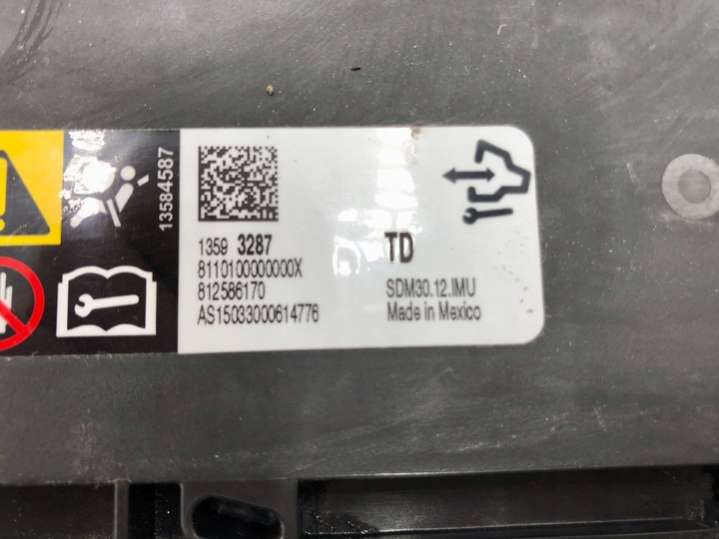 13584587
1359 3287 TD
8110100000000X
812586170 SDM30.12.IMU
AS15033000614776 Made in Mexico